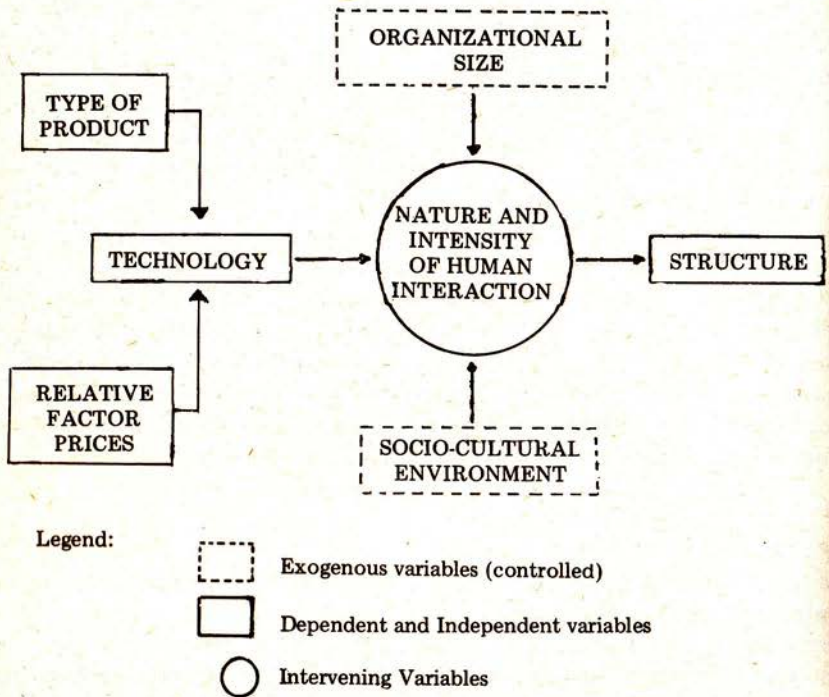 ORGANIZATIONAL
SIZE
TYPE OF
PRODUCT
NATURE AND
INTENSITY
OF HUMAN
INTERACTION
TECHNOLOGY
STRUCTURE
RELATIVE
FACTOR
PRICES
SOCIO-CULTURAL
ENVIRONMENT
Legend:
Exogenous variables (controlled)
Dependent and Independent variables
Intervening Variables